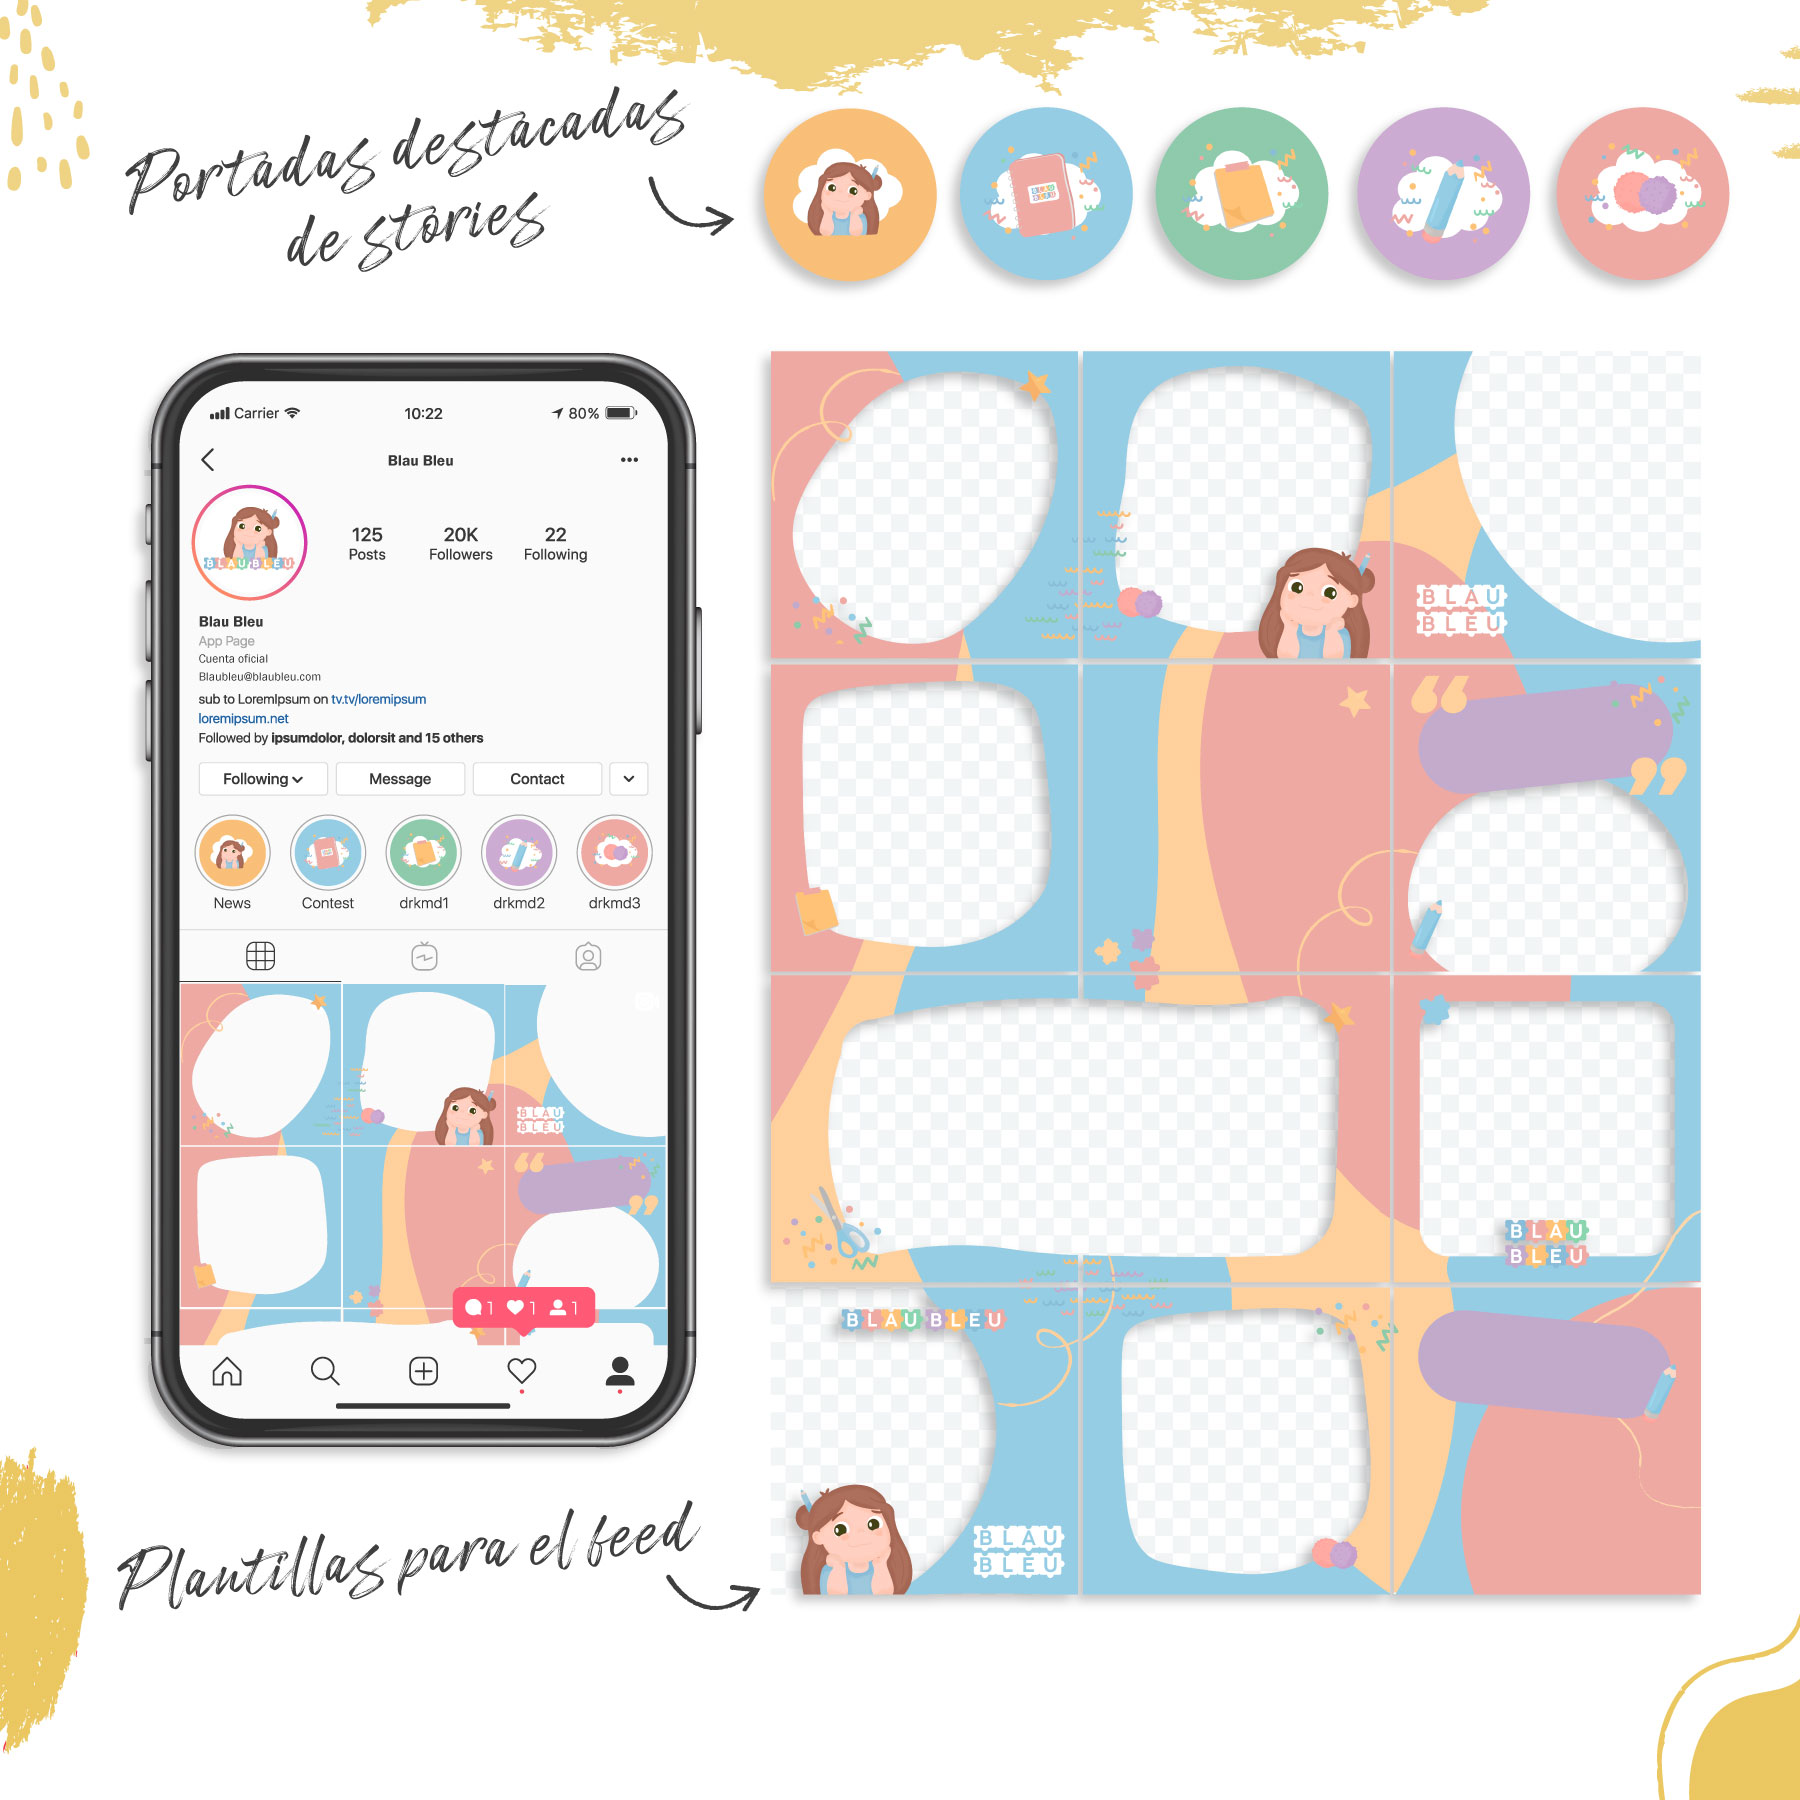 Portadas destacadas
de stories
BLAU
BLEU
Carrier
10:22
80%
Blau Bleu
BLAU BLEU
125
20K
22
Posts
Followers
Following
Blau Bleu
App Page
Cuenta oficial
Blaubleu@blaubleu.com
sub to LoremIpsum on tv.tv/loremipsum
loremipsum.net
Followed by ipsumdolor, dolorsit and 15 others
Following
Message
Contact
News
Contest
drkmd1
drkmd2
drkmd3
BLAU
BLEU
“
”
1 1 1
BLAU
BLEU
“
”
BLAU
BLEU
BLAU BLEU
BLAU
BLEU
Plantillas para el feed